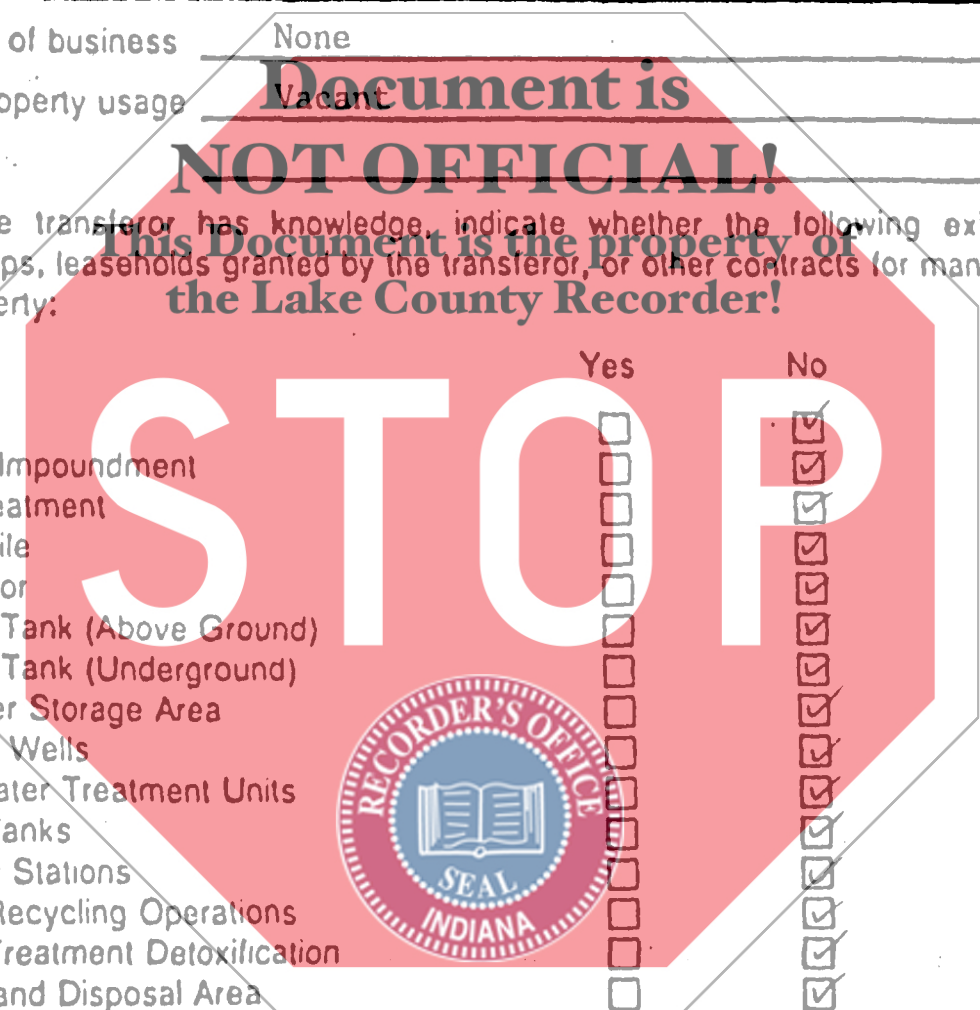 of business None
operty usage Vacant
Document is
NOT OFFICIAL!
e transferor has knowledge, indicate whether the following ex
This Document is the property of
ps, leaseholds granted by the transferor, or other contracts for man
the Lake County Recorder!
erty:
Yes No
STOP
Impoundment
eatment
ile
or
Tank (Above Ground)
Tank (Underground)
er Storage Area
Wells
ater Treatment Units
anks
Stations
Recycling Operations
Treatment Detoxification
and Disposal Area
RECORDER'S OFFICE
SEAL
INDIANA